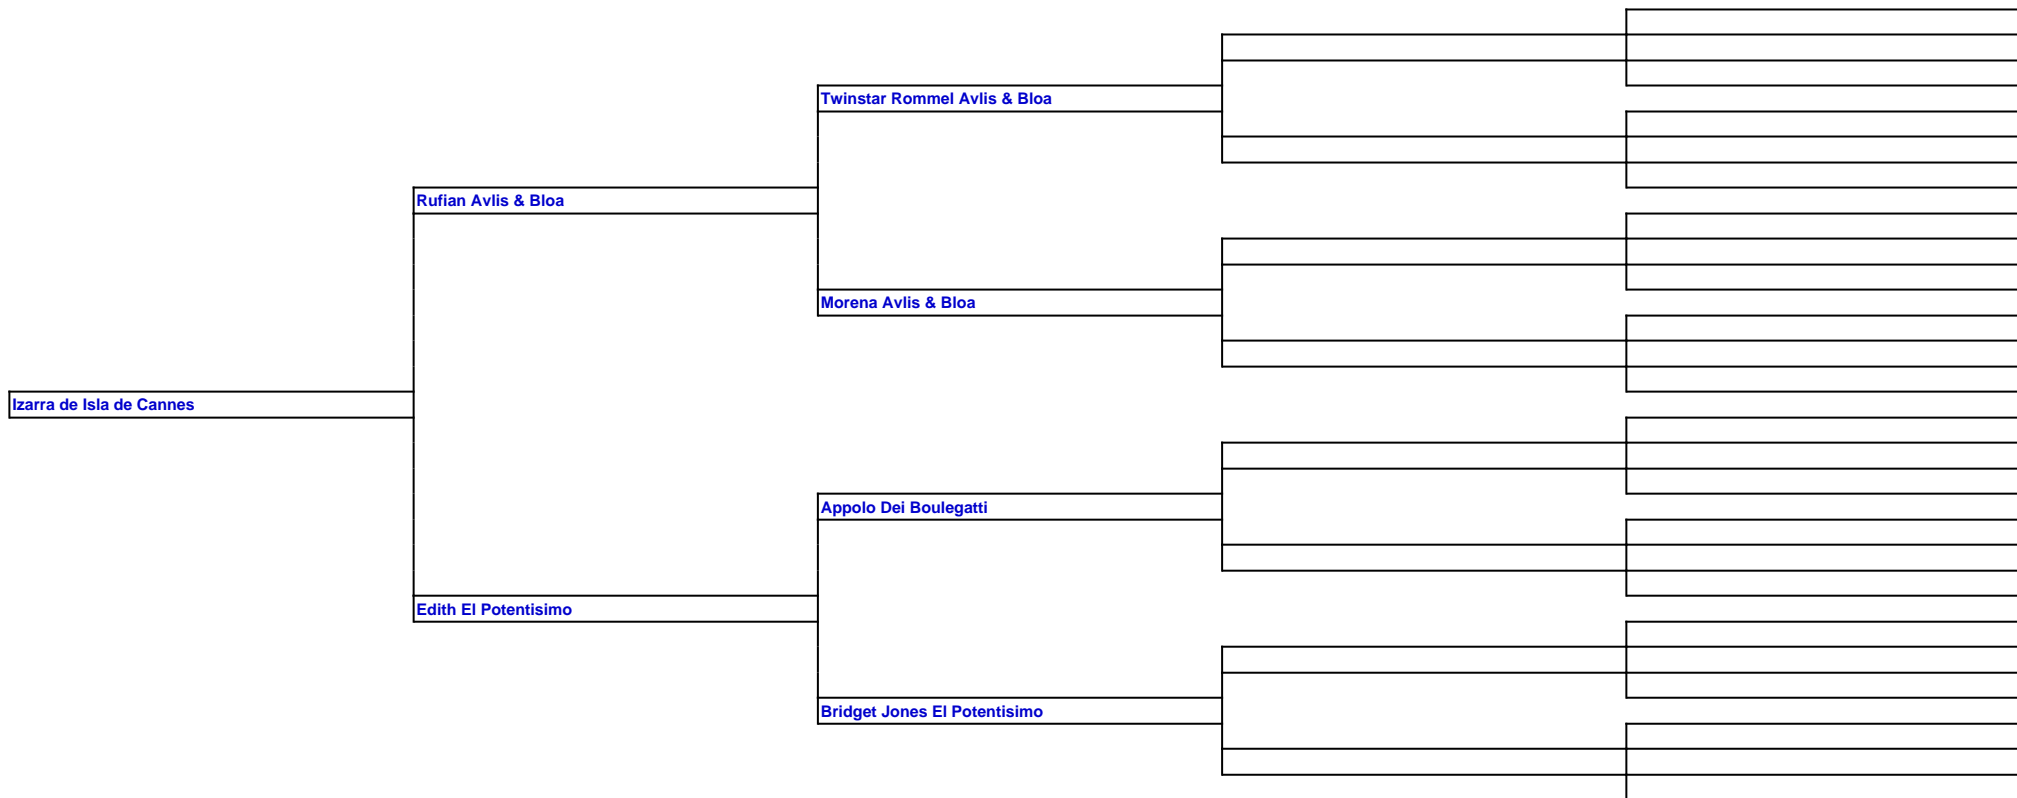 Twinstar Rommel Avlis & Bloa
Rufian Avlis & Bloa
Morena Avlis & Bloa
Izarra de Isla de Cannes
Appolo Dei Boulegatti
Edith El Potentisimo
Bridget Jones El Potentisimo